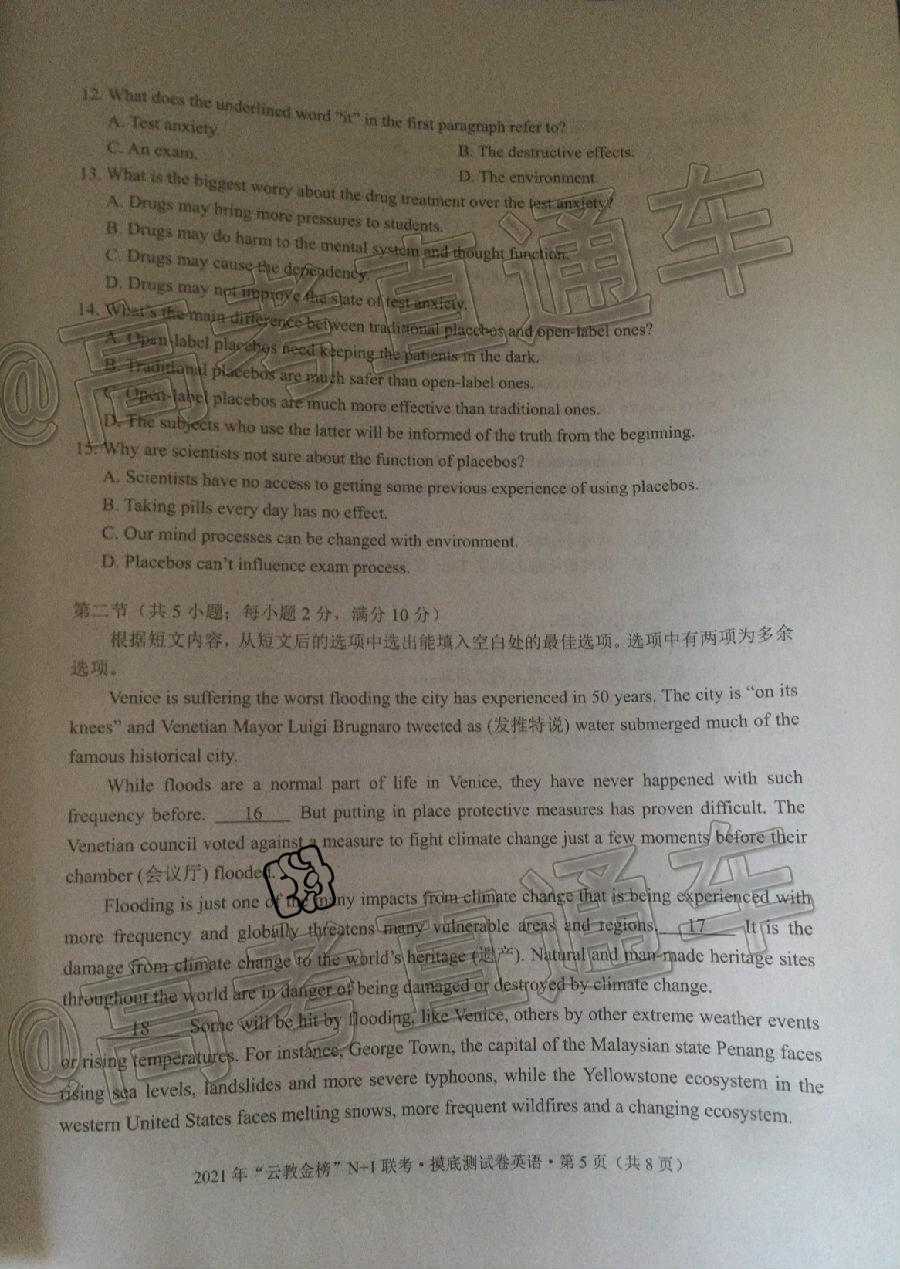 12. What does the underlined word “it” in the first paragraph refer to?
A. Test anxiety.
B. The destructive effects.
C. An exam.
D. The environment.
13. What is the biggest worry about the drug treatment over the test anxiety?
A. Drugs may bring more pressures to students.
B. Drugs may do harm to the mental system and thought function.
C. Drugs may cause the dependency.
D. Drugs may not improve the state of test anxiety.
14. What's the main difference between traditional placebos and open-label ones?
A. Open-label placebos need keeping the patients in the dark.
B. Traditional placebos are much safer than open-label ones.
C. Open-label placebos are much more effective than traditional ones.
D. The subjects who use the latter will be informed of the truth from the beginning.
15. Why are scientists not sure about the function of placebos?
A. Scientists have no access to getting some previous experience of using placebos.
B. Taking pills every day has no effect.
C. Our mind processes can be changed with environment.
D. Placebos can't influence exam process.
第二节（共 5 小题；每小题 2 分，满分 10 分）
根据短文内容，从短文后的选项中选出能填入空白处的最佳选项。选项中有两项为多余
选项。
Venice is suffering the worst flooding the city has experienced in 50 years. The city is “on its
knees” and Venetian Mayor Luigi Brugnaro tweeted as (发推特说) water submerged much of the
famous historical city.
While floods are a normal part of life in Venice, they have never happened with such
frequency before. 16 But putting in place protective measures has proven difficult. The
Venetian council voted against a measure to fight climate change just a few moments before their
chamber (会议厅) flooded.
Flooding is just one of the many impacts from climate change that is being experienced with
more frequency and globally threatens many vulnerable areas and regions. 17 It is the
damage from climate change to the world's heritage (遗产). Natural and man-made heritage sites
throughout the world are in danger of being damaged or destroyed by climate change.
18 Some will be hit by flooding, like Venice, others by other extreme weather events
or rising temperatures. For instance, George Town, the capital of the Malaysian state Penang faces
rising sea levels, landslides and more severe typhoons, while the Yellowstone ecosystem in the
western United States faces melting snows, more frequent wildfires and a changing ecosystem.
2021 年“云教金榜”N+1 联考·摸底测试卷英语·第 5 页（共 8 页）
@高考直通车
@高考直通车